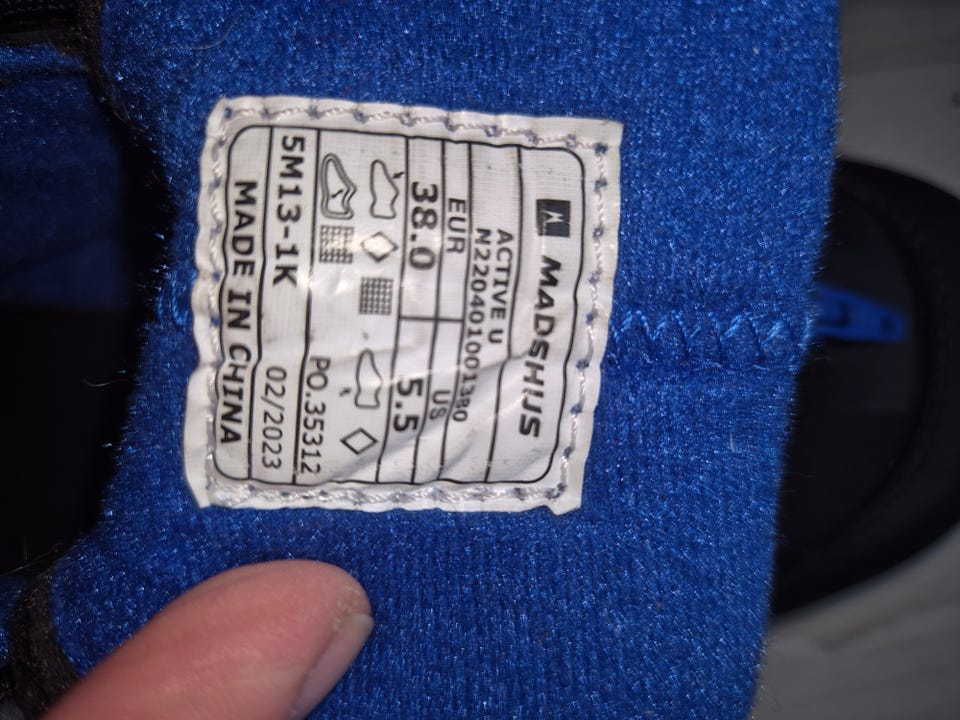 MADSHUS
ACTIVE U
N220401001380
EUR US
38.0 5.5
PO.35312
5M13-1K 02/2023
MADE IN CHINA